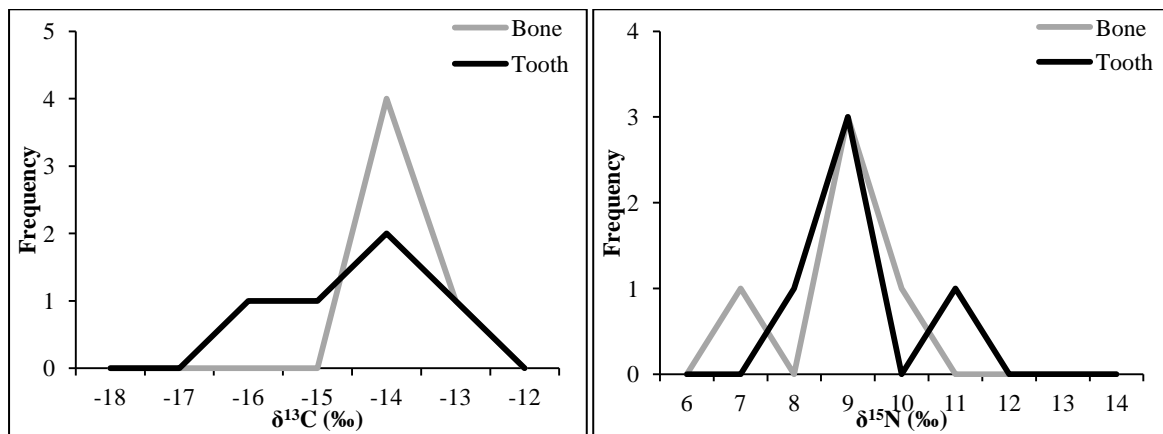 5
4
3
2
1
0
Frequency
-18 -17 -16 -15 -14 -13 -12
δ¹³C (‰)
Bone
Tooth
4
3
2
1
0
Frequency
6 7 8 9 10 11 12 13 14
δ¹⁵N (‰)
Bone
Tooth